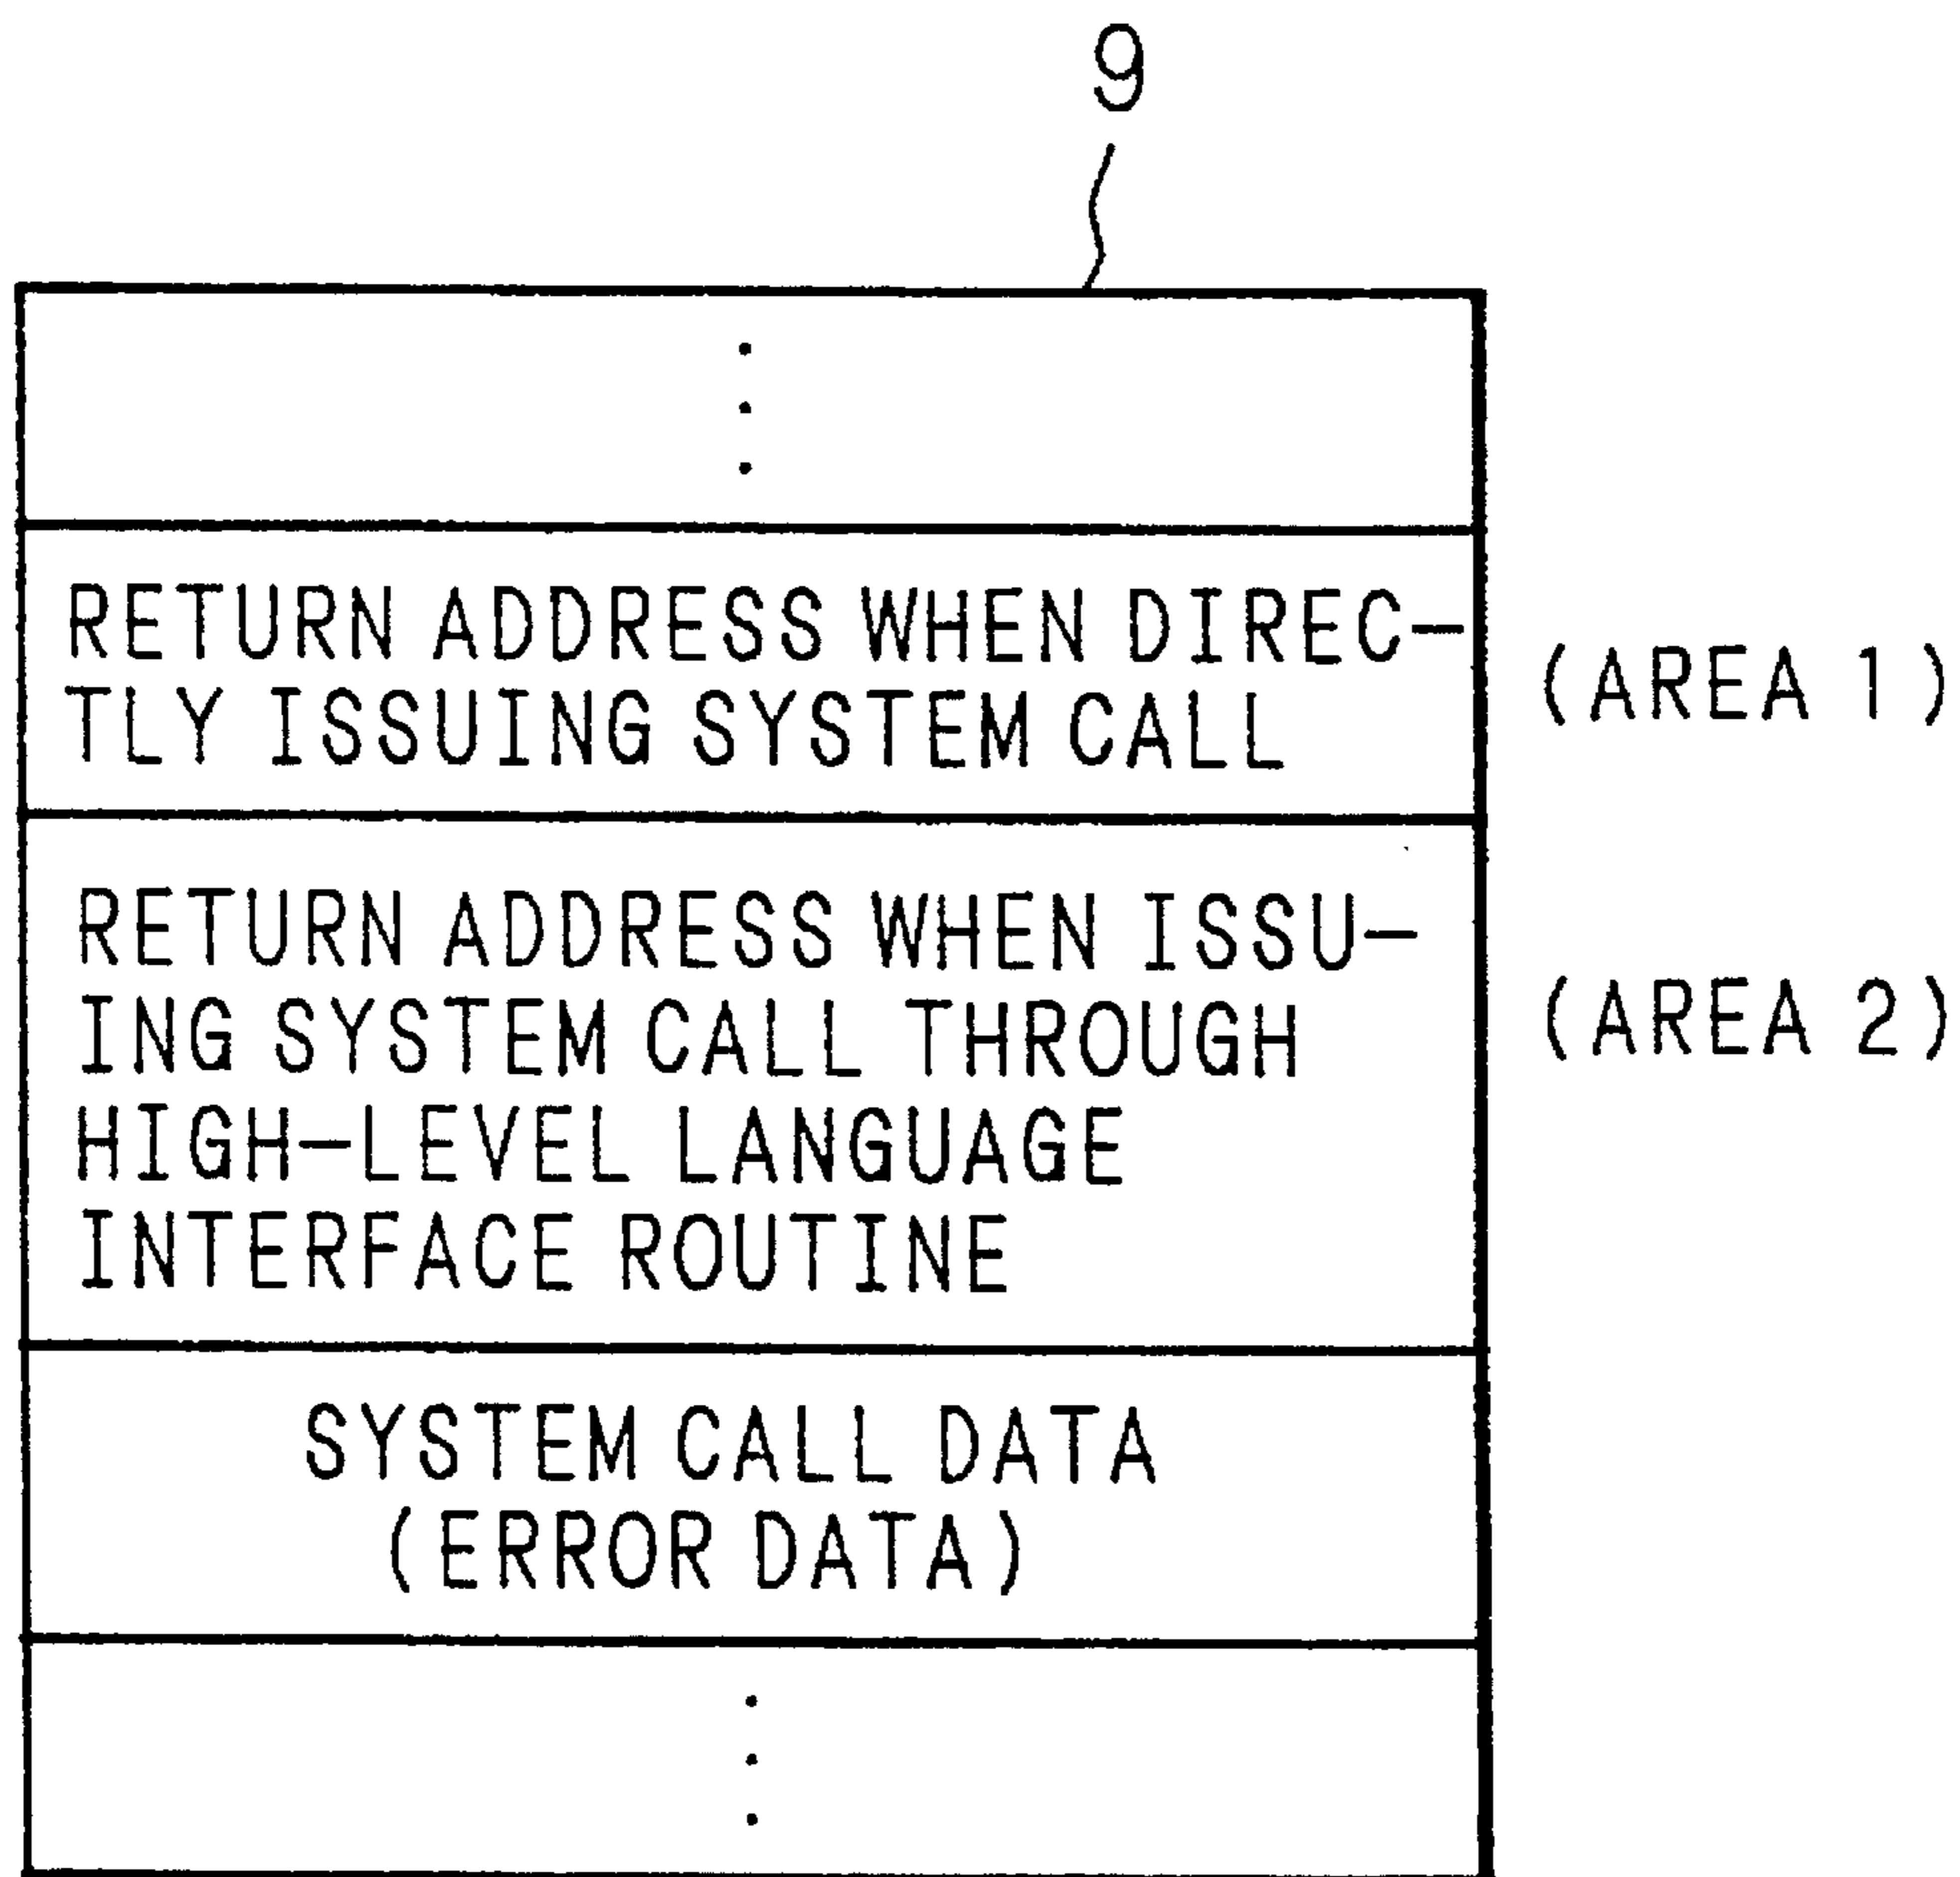 9
RETURN ADDRESS WHEN DIREC-
TLY ISSUING SYSTEM CALL
(AREA 1)
RETURN ADDRESS WHEN ISSU-
ING SYSTEM CALL THROUGH
HIGH-LEVEL LANGUAGE
INTERFACE ROUTINE
(AREA 2)
SYSTEM CALL DATA
(ERROR DATA)